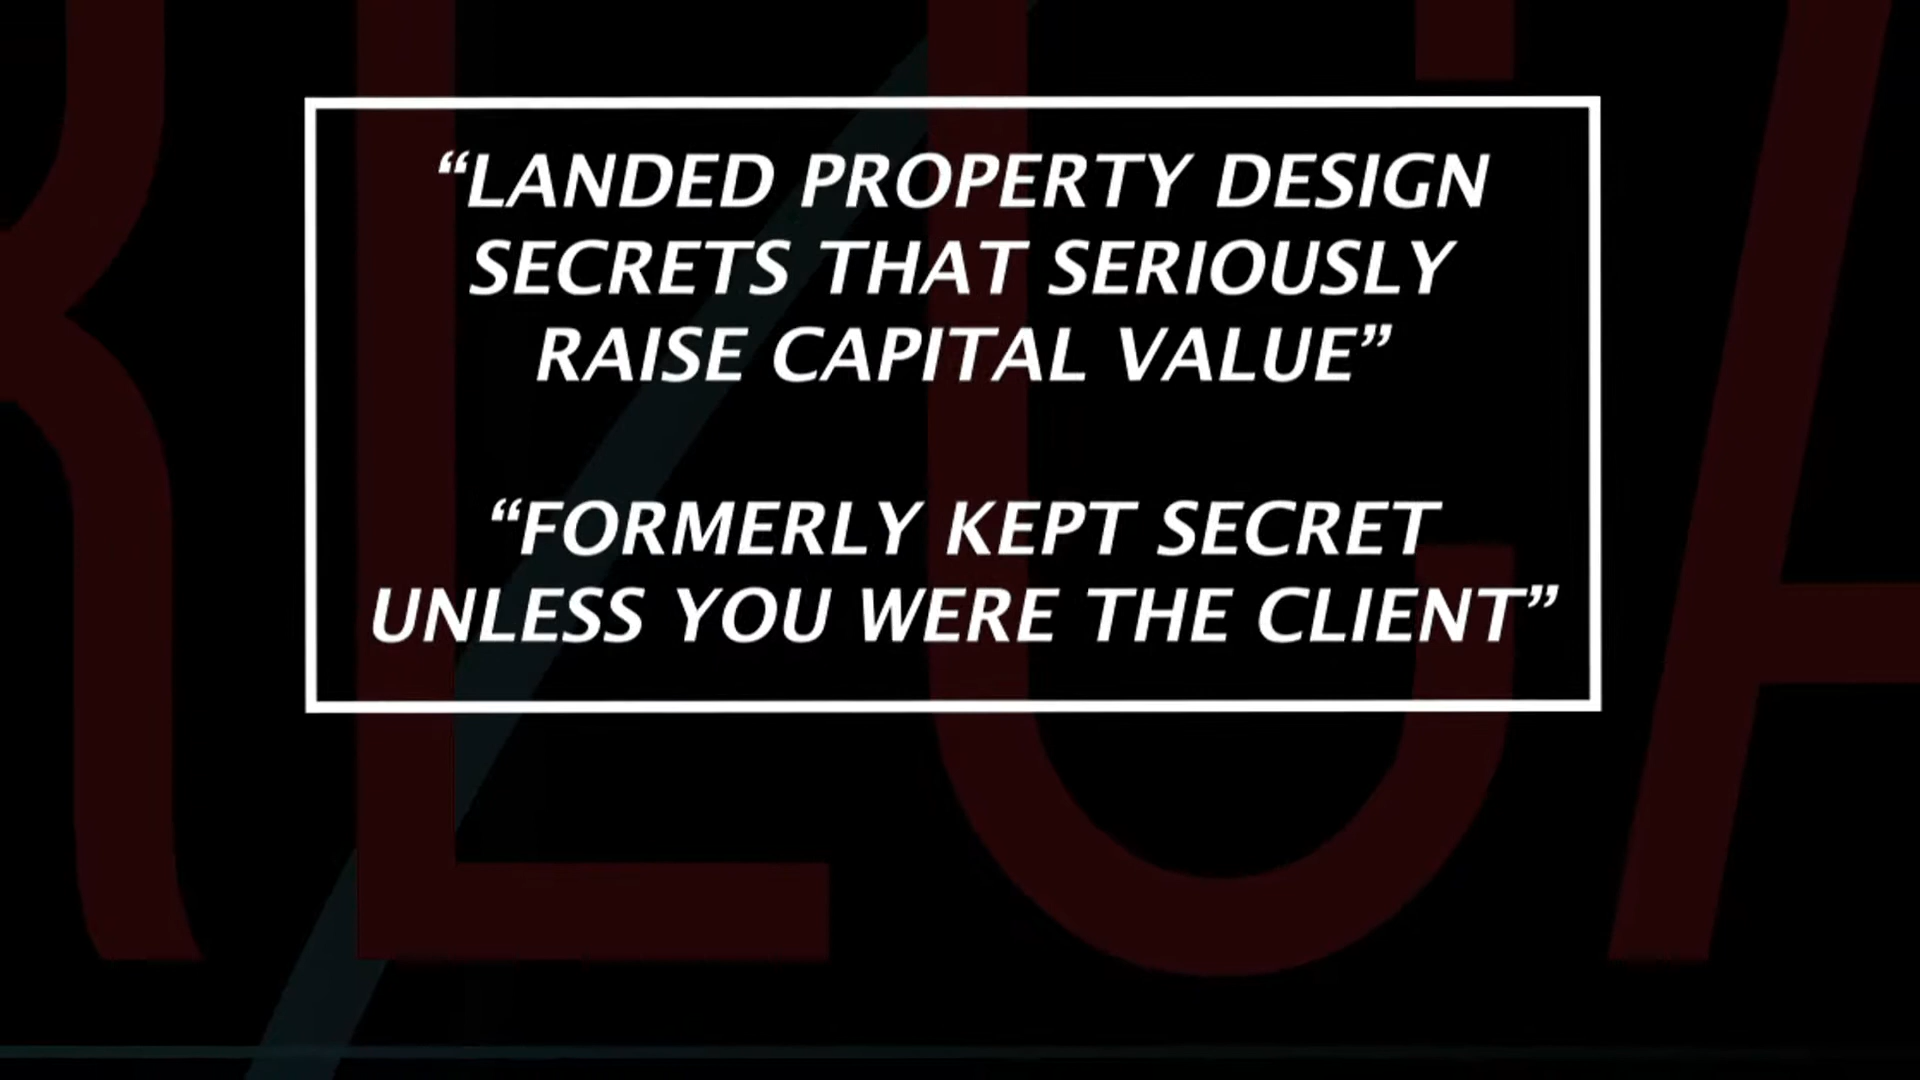 “LANDED PROPERTY DESIGN
SECRETS THAT SERIOUSLY
RAISE CAPITAL VALUE”
“FORMERLY KEPT SECRET
UNLESS YOU WERE THE CLIENT”